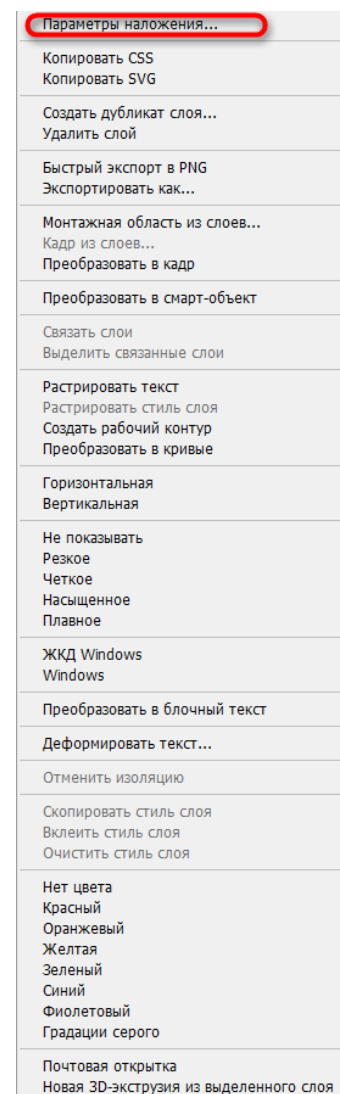 Параметры наложения...
Копировать CSS
Копировать SVG
Создать дубликат слоя...
Удалить слой
Быстрый экспорт в PNG
Экспортировать как...
Монтажная область из слоев...
Кадр из слоев...
Преобразовать в кадр
Преобразовать в смарт-объект
Связать слои
Выделить связанные слои
Растрировать текст
Растрировать стиль слоя
Создать рабочий контур
Преобразовать в кривые
Горизонтальная
Вертикальная
Не показывать
Резкое
Четкое
Насыщенное
Плавное
ЖКД Windows
Windows
Преобразовать в блочный текст
Деформировать текст...
Отменить изоляцию
Скопировать стиль слоя
Вклеить стиль слоя
Очистить стиль слоя
Нет цвета
Красный
Оранжевый
Желтая
Зеленый
Синий
Фиолетовый
Градации серого
Почтовая открытка
Новая 3D-экструзия из выделенного слоя